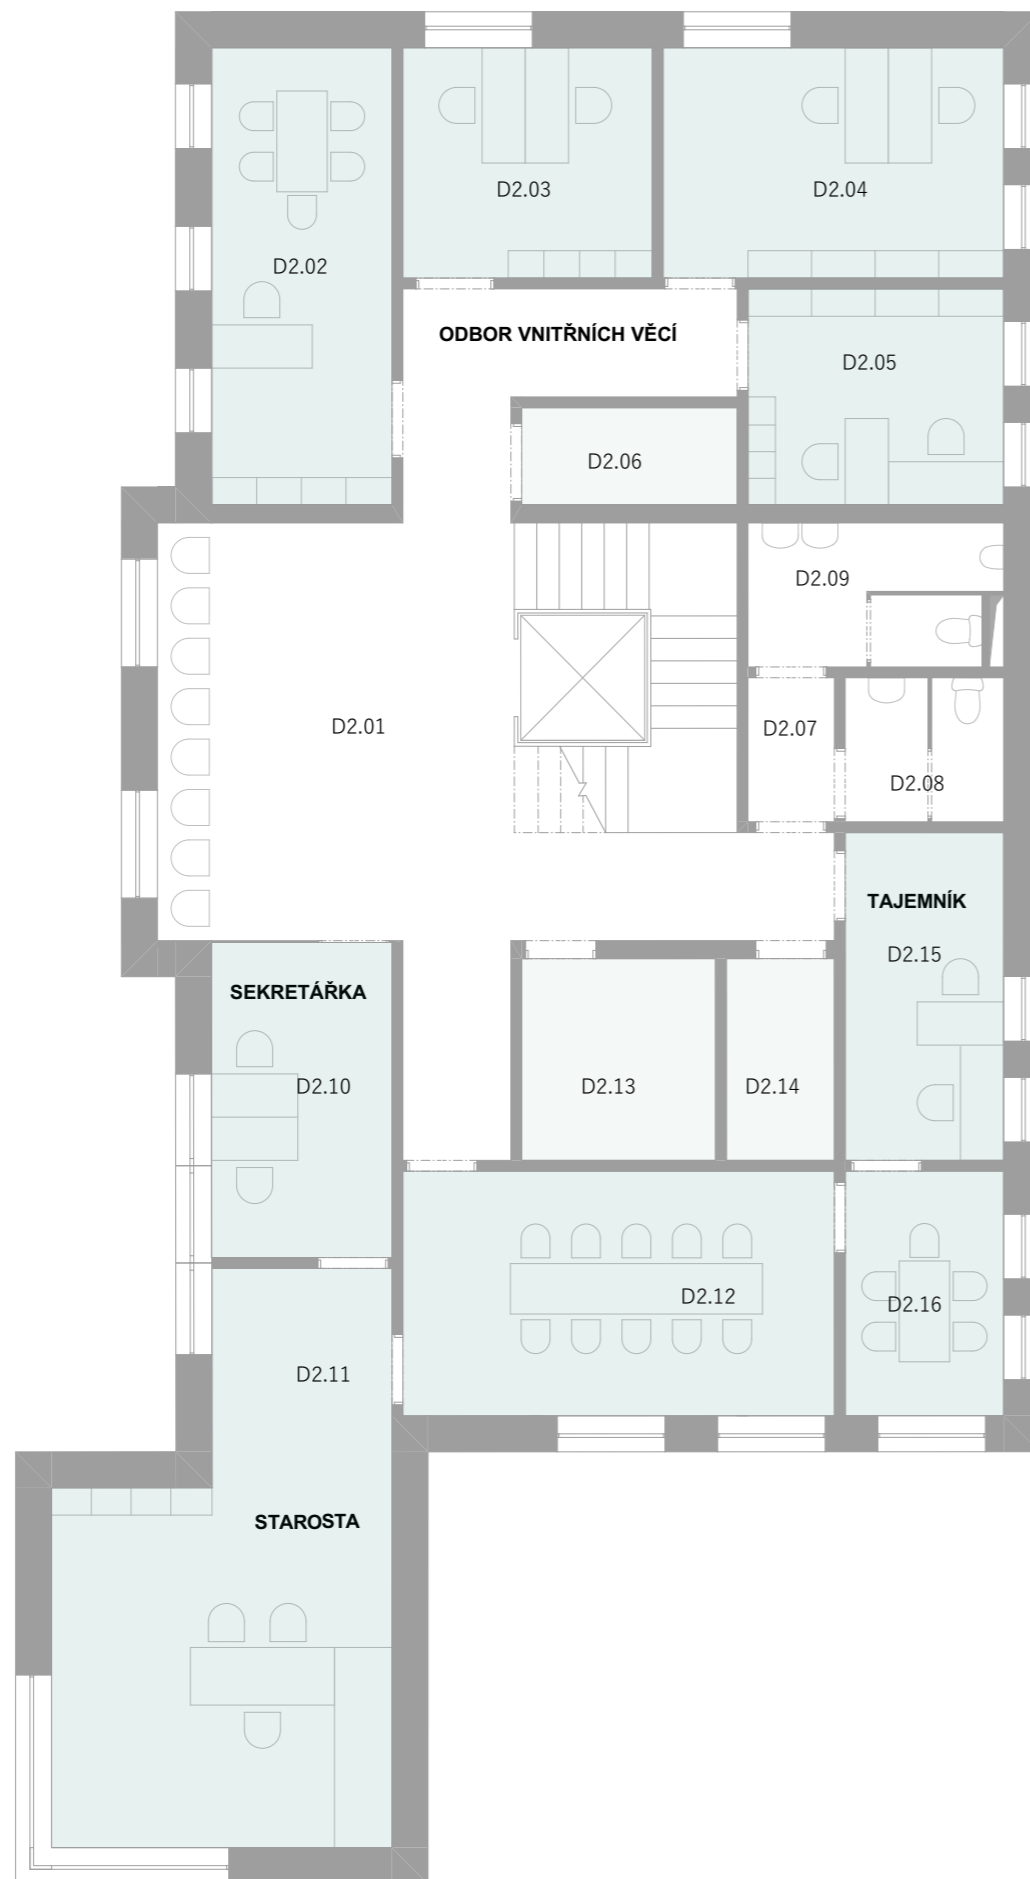 D2.03
D2.04
D2.02
ODBOR VNITŘNÍCH VĚCÍ
D2.05
D2.06
D2.09
D2.01
D2.07
D2.08
TAJEMNÍK
D2.15
SEKRETÁŘKA
D2.10
D2.13
D2.14
D2.12
D2.16
D2.11
STAROSTA